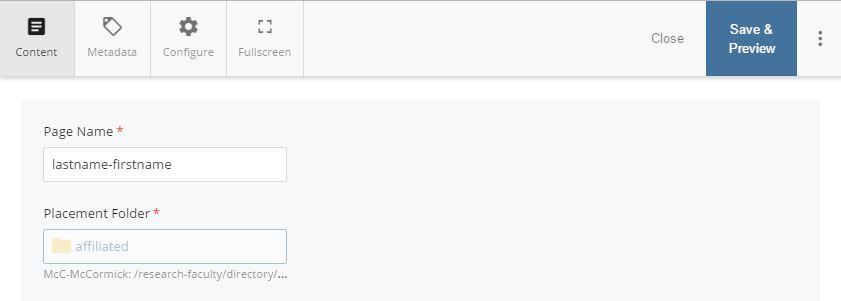 Content Metadata Configure Fullscreen Close Save &
Preview
Page Name *
lastname-firstname
Placement Folder *
affiliated
McC-McCormick: /research-faculty/directory/...